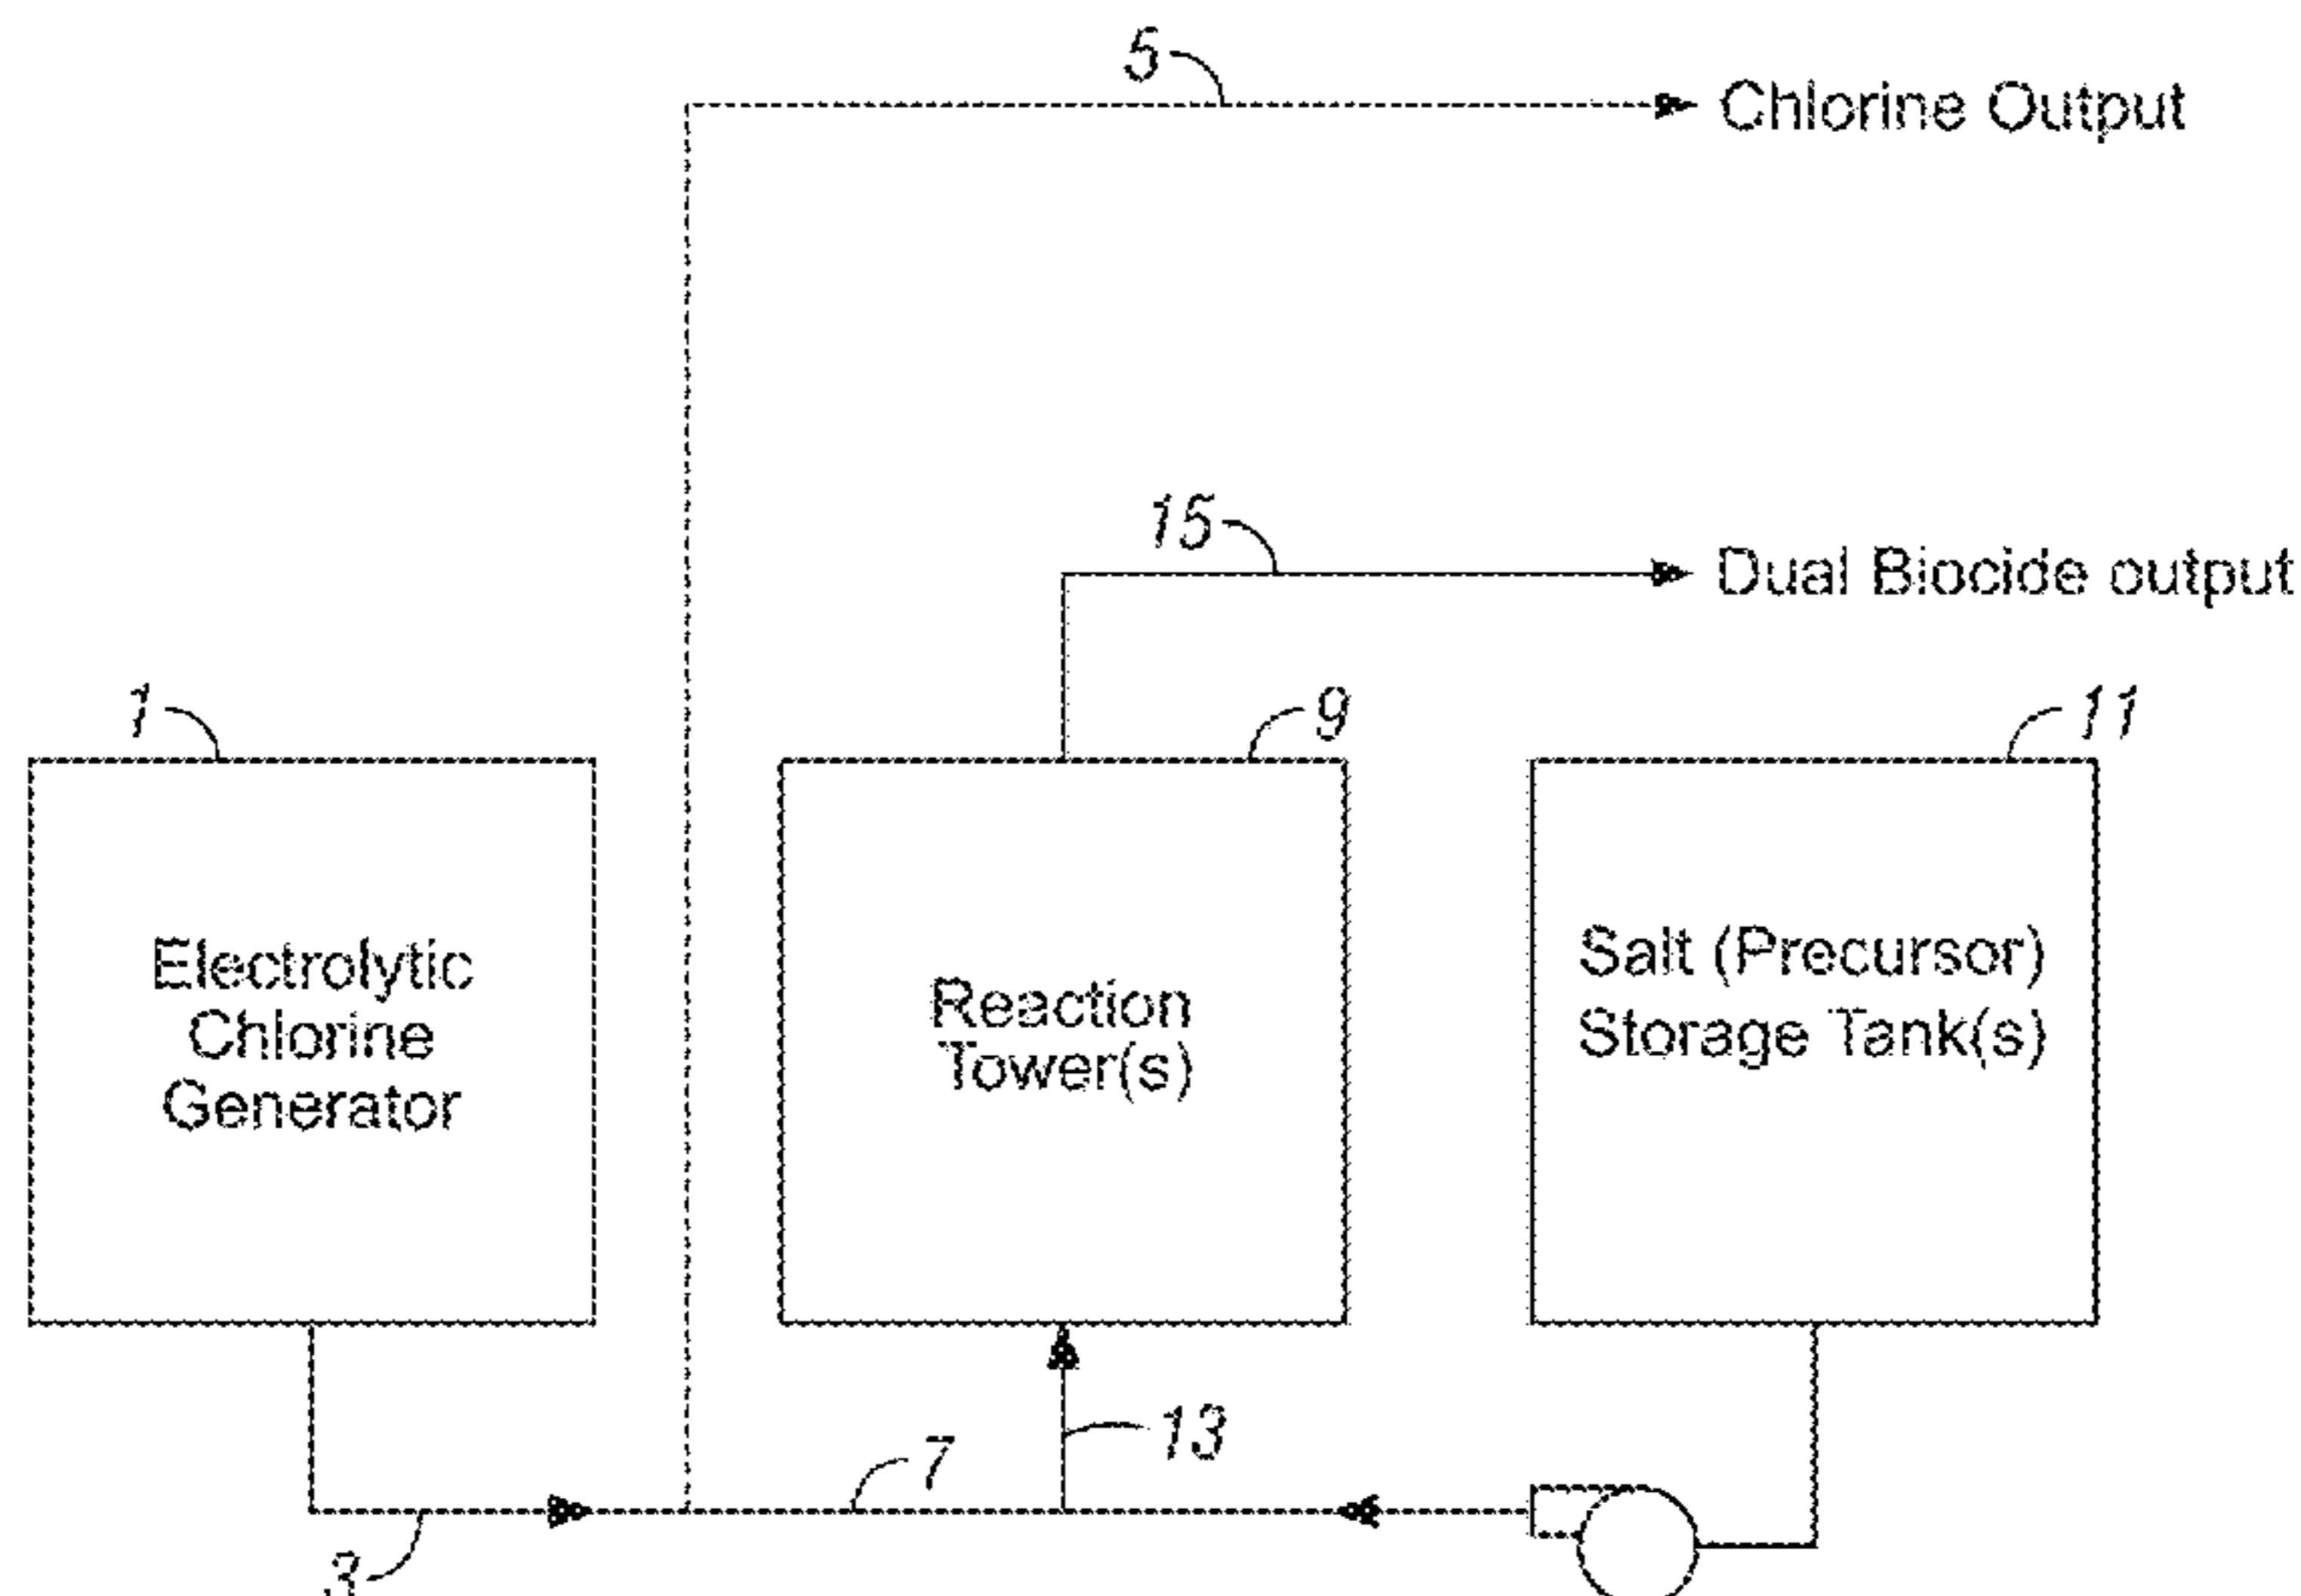 5
Chlorine Output
15
Dual Biocide output
1
9
11
Electrolytic
Chlorine
Generator
Reaction
Tower(s)
Salt (Precursor)
Storage Tank(s)
13
7
3